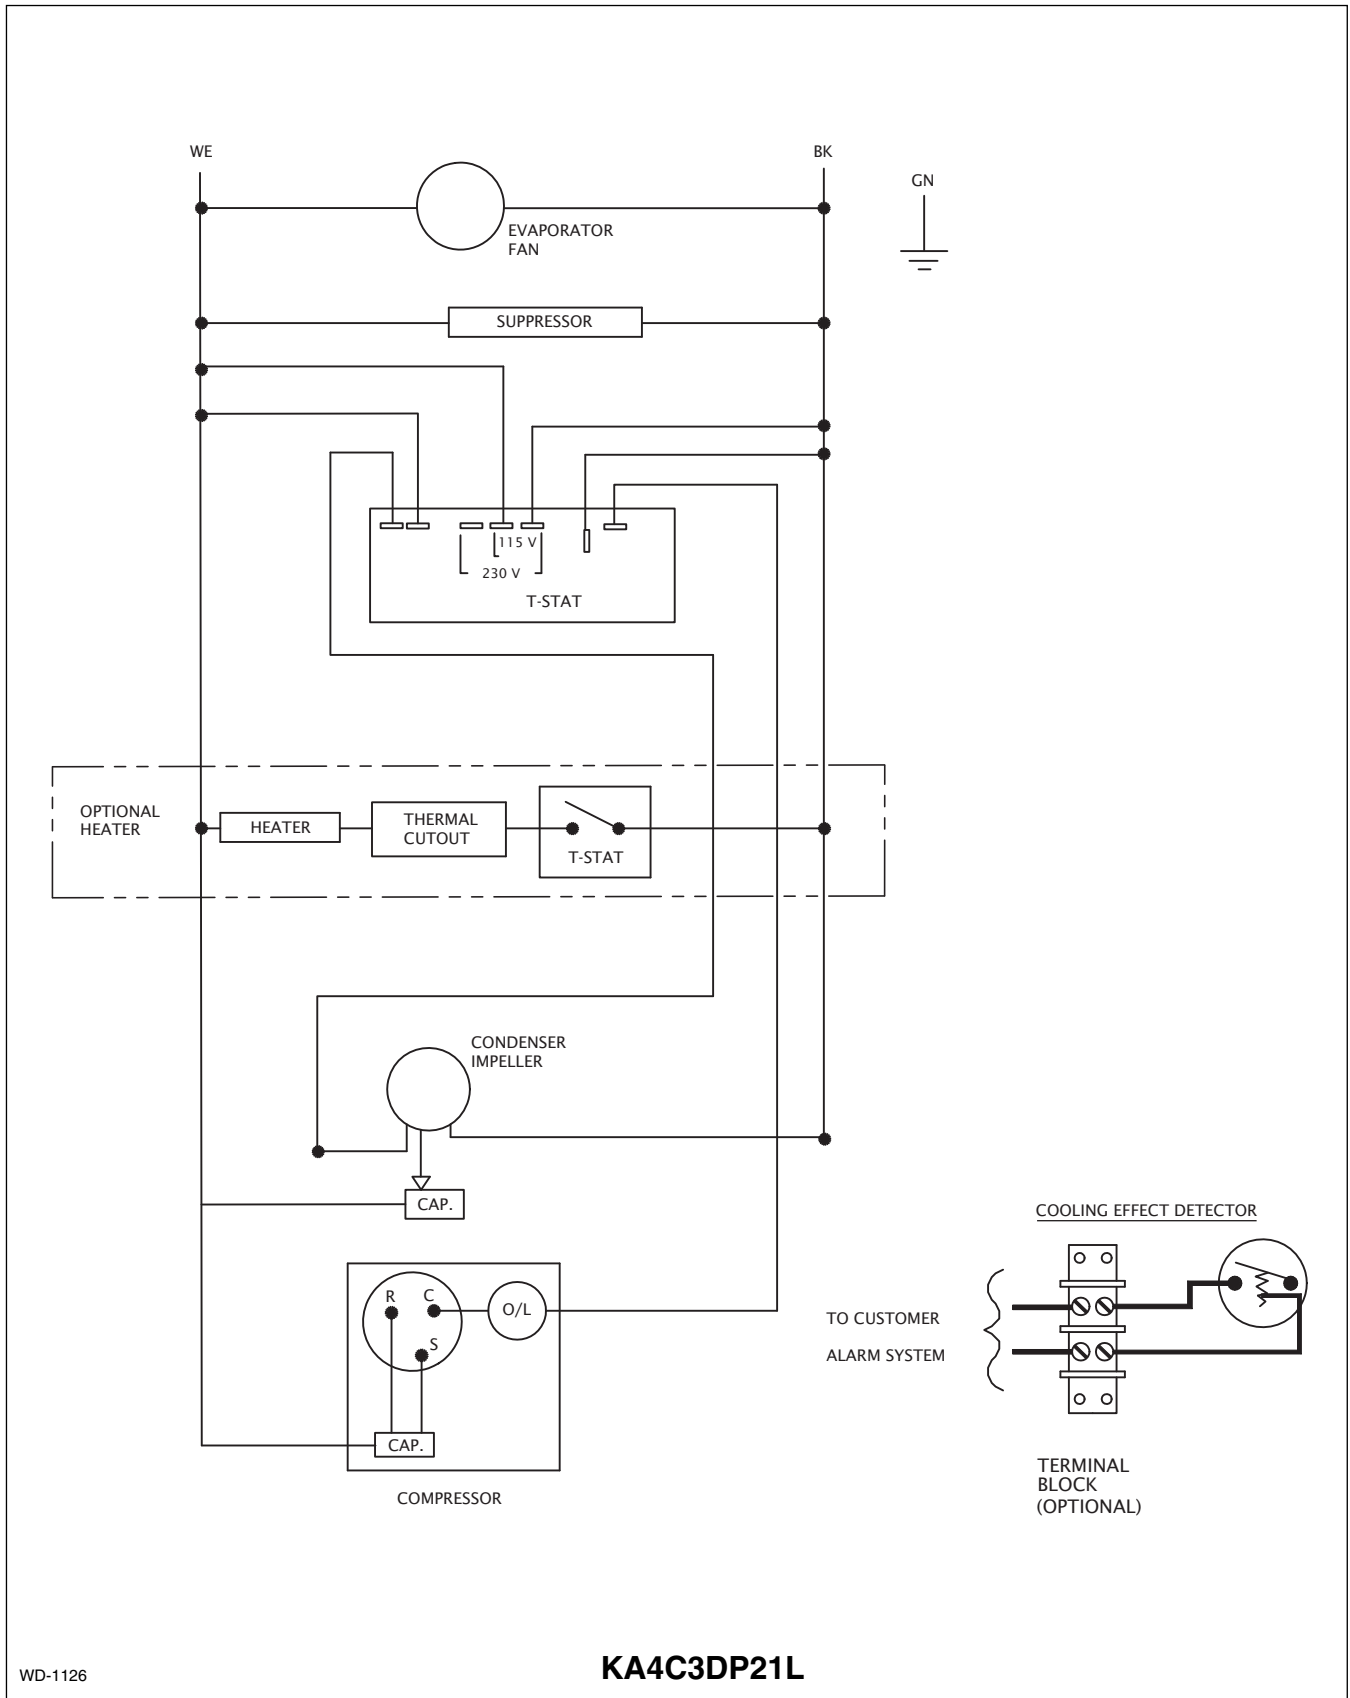 WE
BK
GN
EVAPORATOR
FAN
SUPPRESSOR
115 V
230 V
T-STAT
OPTIONAL
HEATER
HEATER
THERMAL
CUTOUT
T-STAT
CONDENSER
IMPELLER
CAP.
R
C
S
O/L
CAP.
COMPRESSOR
COOLING EFFECT DETECTOR
TO CUSTOMER
ALARM SYSTEM
TERMINAL
BLOCK
(OPTIONAL)
WD-1126
KA4C3DP21L